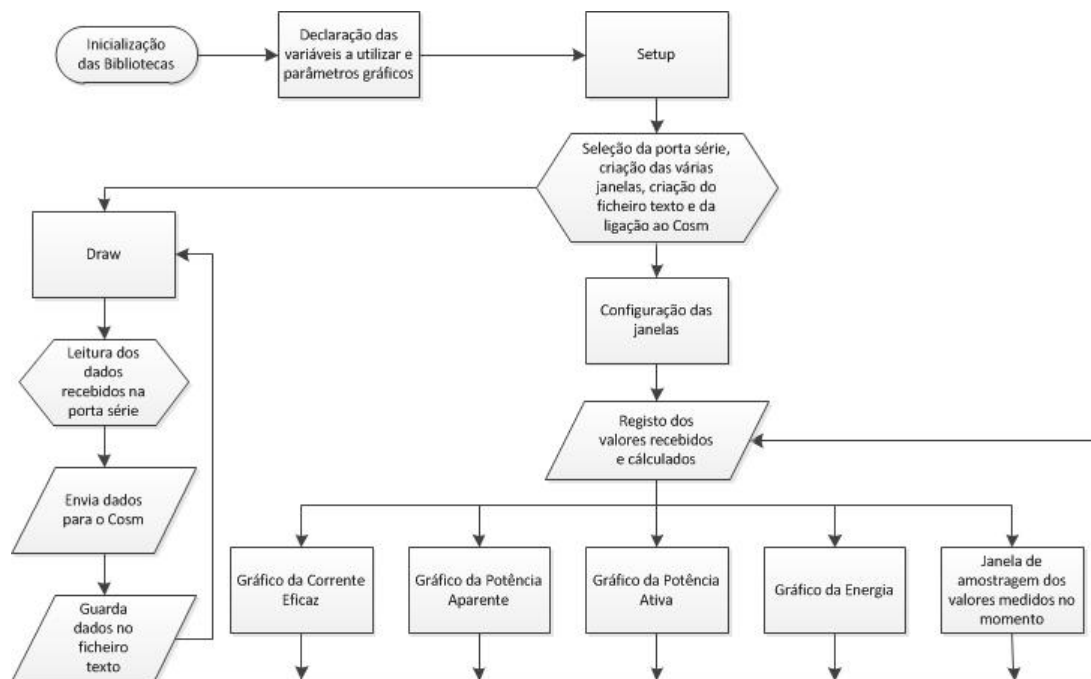 Inicialização
das Bibliotecas
Declaração das
variáveis a utilizar e
parâmetros gráficos
Setup
Seleção da porta série,
criação das várias
janelas, criação do
ficheiro texto e da
ligação ao Cosm
Draw
Configuração das
janelas
Leitura dos
dados
recebidos na
porta série
Registo dos
valores recebidos
e cálculados
Envia dados
para o Cosm
Guarda
dados no
ficheiro
texto
Gráfico da Corrente
Eficaz
Gráfico da Potência
Aparente
Gráfico da Potência
Ativa
Gráfico da Energia
Janela de
amostragem dos
valores medidos no
momento